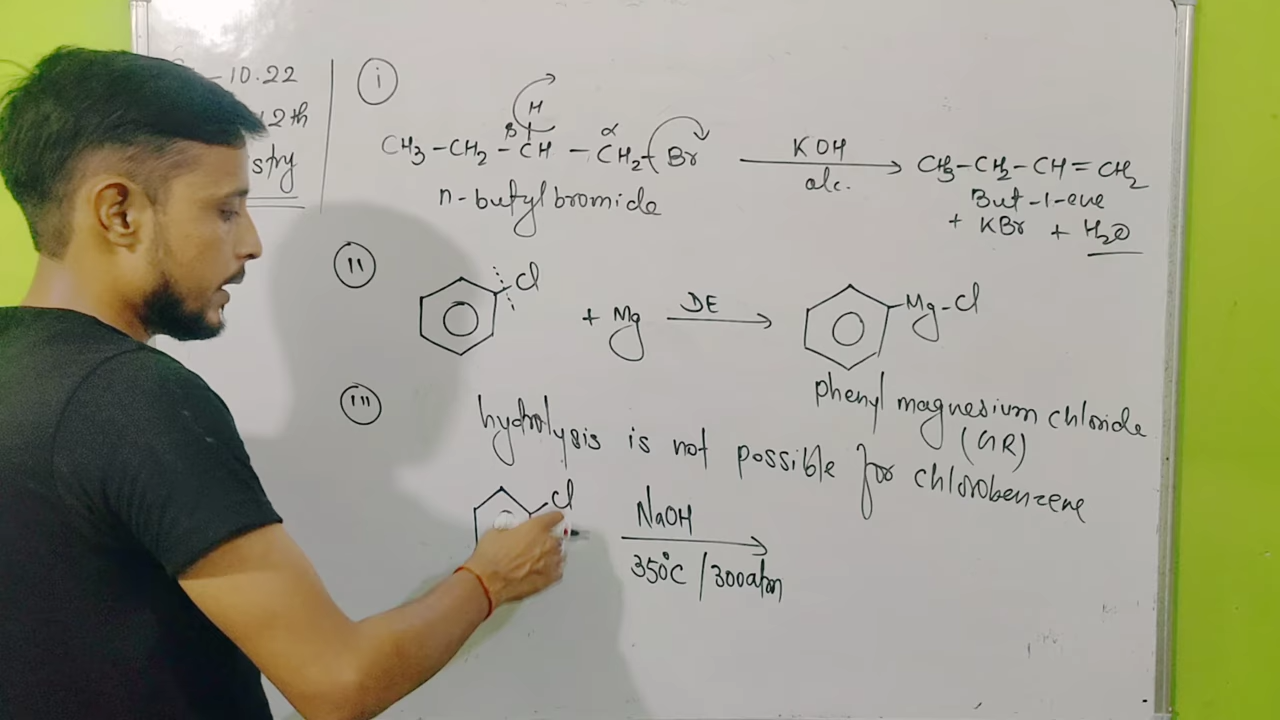 -10.22
12th
stry
(i)
H
β α
CH₃-CH₂-CH-CH₂-Br KOH alc. CH₃-CH₂-CH=CH₂
n-butyl bromide But-1-ene
+ KBr + H₂O
(ii)
Cl + Mg DE Mg-Cl
phenyl magnesium chloride
(GR)
(iii)
hydrolysis is not possible for chlorobenzene
Cl NaOH
350°C / 300atm